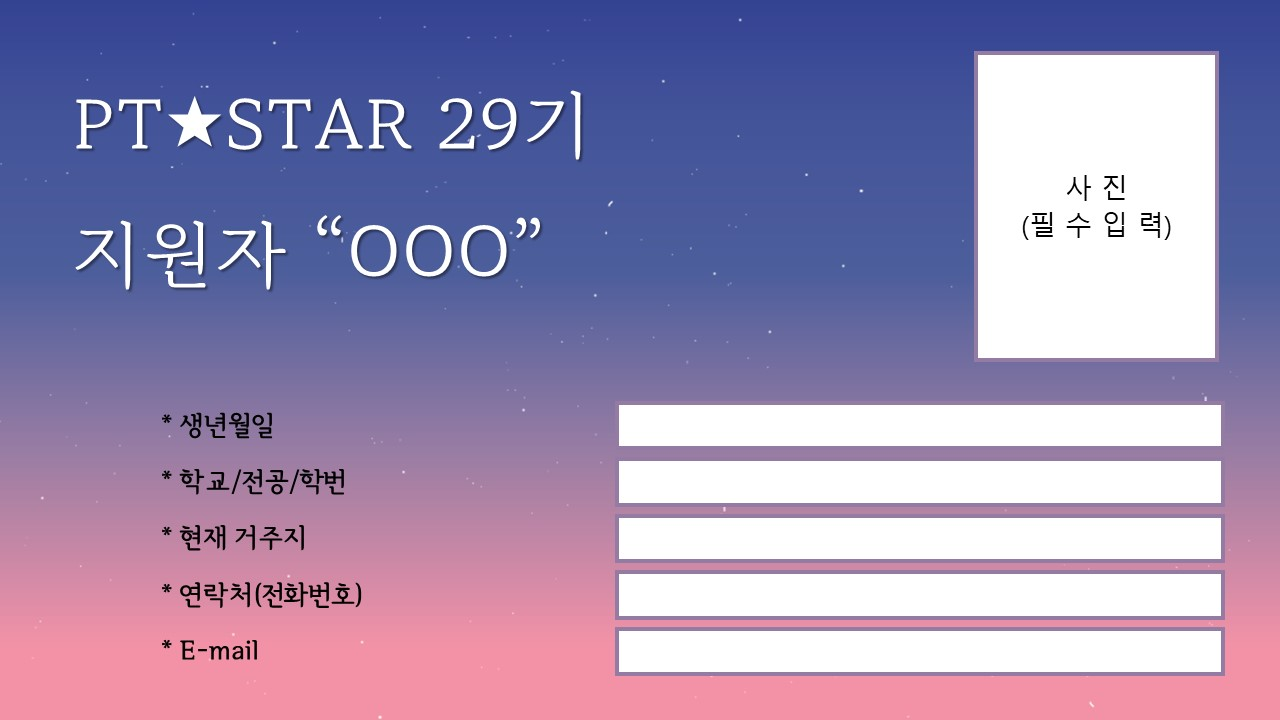 PT★STAR 29기
지원자 “OOO”
사 진
(필 수 입 력)
* 생년월일
* 학교/전공/학번
* 현재 거주지
* 연락처(전화번호)
* E-mail